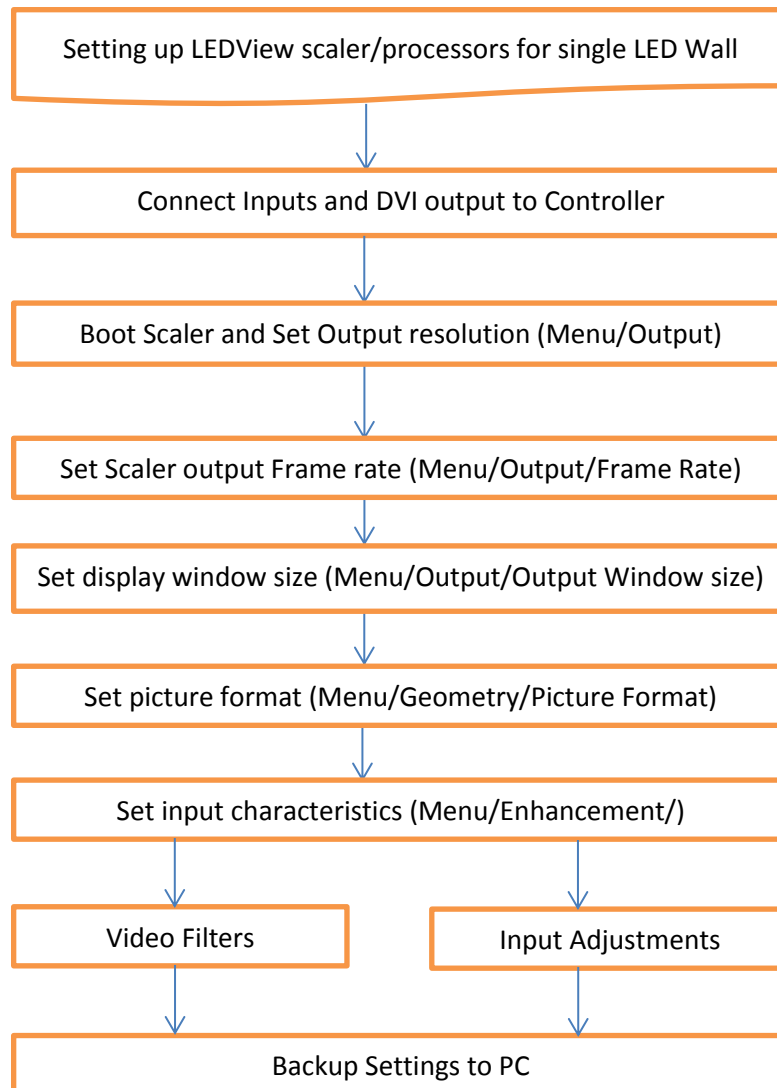 Setting up LEDView scaler/processors for single LED Wall
Connect Inputs and DVI output to Controller
Boot Scaler and Set Output resolution (Menu/Output)
Set Scaler output Frame rate (Menu/Output/Frame Rate)
Set display window size (Menu/Output/Output Window size)
Set picture format (Menu/Geometry/Picture Format)
Set input characteristics (Menu/Enhancement/)
Video Filters
Input Adjustments
Backup Settings to PC